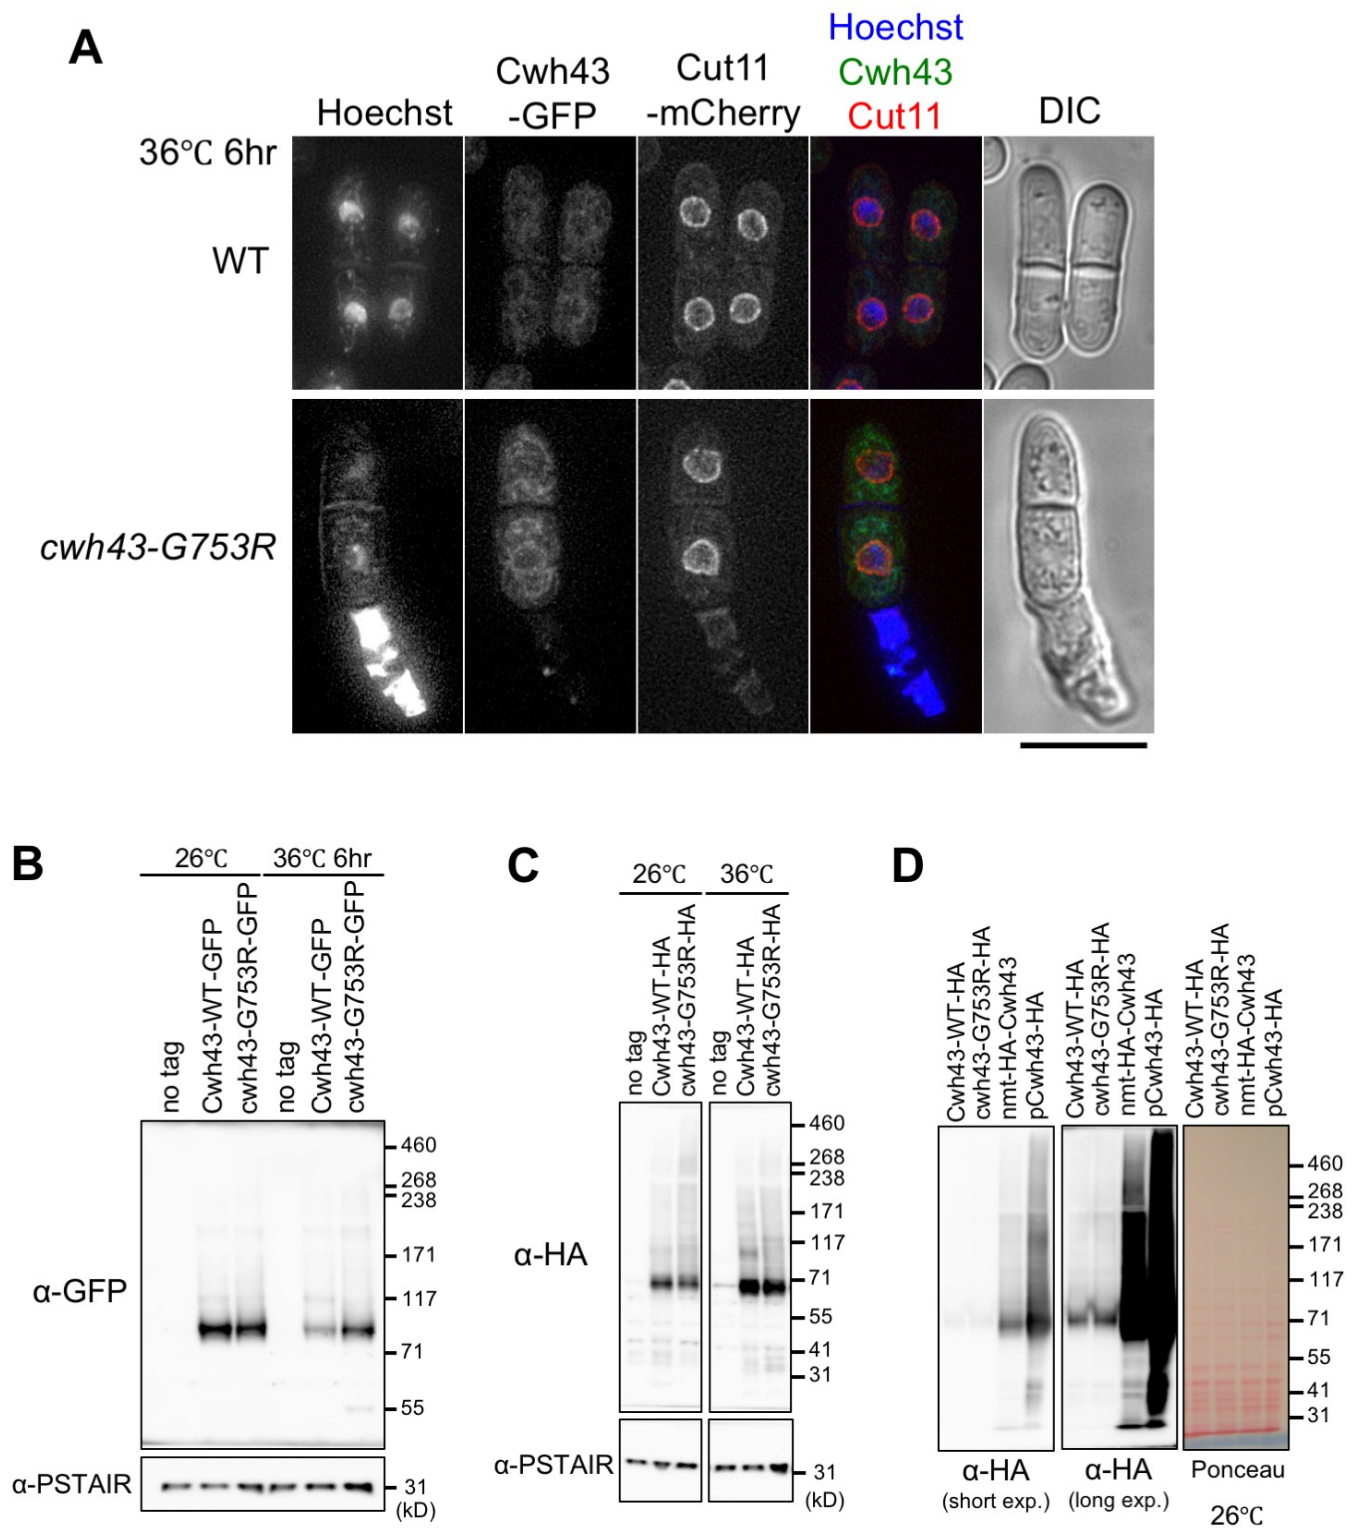 A
Hoechst
Cwh43
-GFP
Cut11
-mCherry
Hoechst
Cwh43
Cut11
DIC
36℃ 6hr
WT
cwh43-G753R
B
26℃
36℃ 6hr
no tag
Cwh43-WT-GFP
cwh43-G753R-GFP
no tag
Cwh43-WT-GFP
cwh43-G753R-GFP
460
268
238
171
117
71
55
α-GFP
α-PSTAIR
31
(kD)
C
26℃
36℃
no tag
Cwh43-WT-HA
cwh43-G753R-HA
no tag
Cwh43-WT-HA
cwh43-G753R-HA
460
268
238
171
117
71
55
41
31
α-HA
α-PSTAIR
31
(kD)
D
Cwh43-WT-HA
cwh43-G753R-HA
nmt-HA-Cwh43
pCwh43-HA
Cwh43-WT-HA
cwh43-G753R-HA
nmt-HA-Cwh43
pCwh43-HA
Cwh43-WT-HA
cwh43-G753R-HA
nmt-HA-Cwh43
pCwh43-HA
460
268
238
171
117
71
55
41
31
α-HA
(short exp.)
α-HA
(long exp.)
Ponceau
26℃